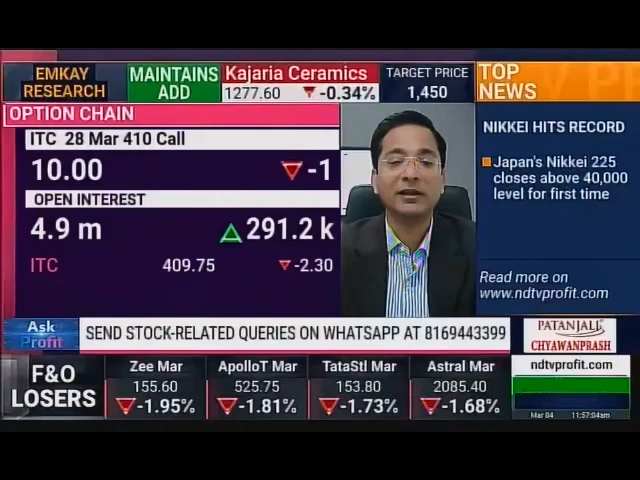 EMKAY
RESEARCH
MAINTAINS
ADD
Kajaria Ceramics
1277.60 -0.34%
TARGET PRICE
1,450
TOP
NEWS
OPTION CHAIN
ITC 28 Mar 410 Call
10.00 -1
OPEN INTEREST
4.9 m 291.2 k
ITC 409.75 -2.30
NIKKEI HITS RECORD
Japan's Nikkei 225
closes above 40,000
level for first time
Read more on
www.ndtvprofit.com
Ask
Profit
SEND STOCK-RELATED QUERIES ON WHATSAPP AT 8169443399
PATANJALI
CHYAWANPRASH
F&O
LOSERS
Zee Mar
155.60
-1.95%
ApolloT Mar
525.75
-1.81%
TataStl Mar
153.80
-1.73%
Astral Mar
2085.40
-1.68%
ndtvprofit.com
Mar 04 11:57:04am